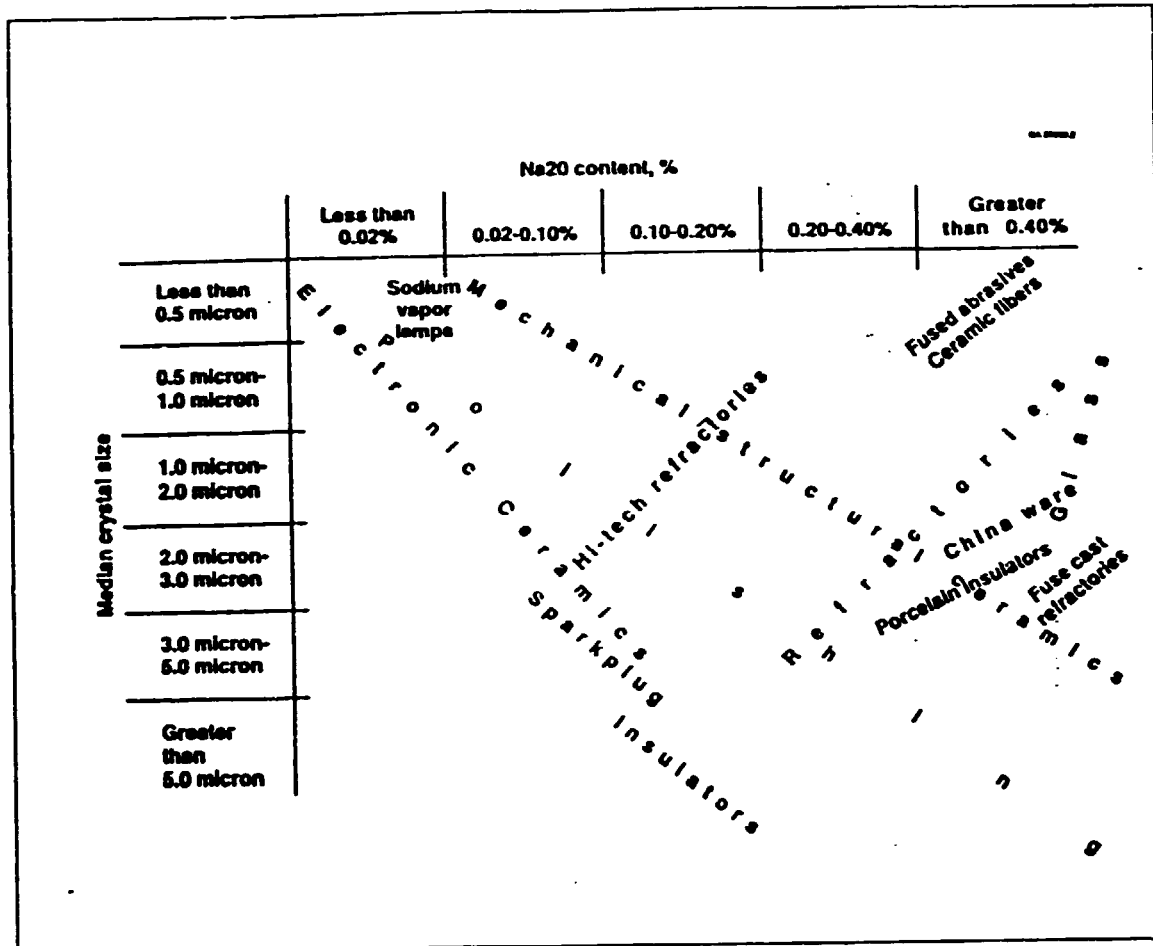 Na20 content, %
Less than
0.02%
0.02-0.10%
0.10-0.20%
0.20-0.40%
Greater
than 0.40%
Median crystal size
Less than
0.5 micron
0.5 micron-
1.0 micron
1.0 micron-
2.0 micron
2.0 micron-
3.0 micron
3.0 micron-
5.0 micron
Greater
than
5.0 micron
Electronic Ceramics
Sodium
vapor
lamps
Polishing
Mechanical/structural ceramics
Hi-tech refractories
Sparkplug Insulators
Refractories
Fused abrasives
Ceramic fibers
Glass
China ware
Porcelain Insulators
Fuse cast
refractories